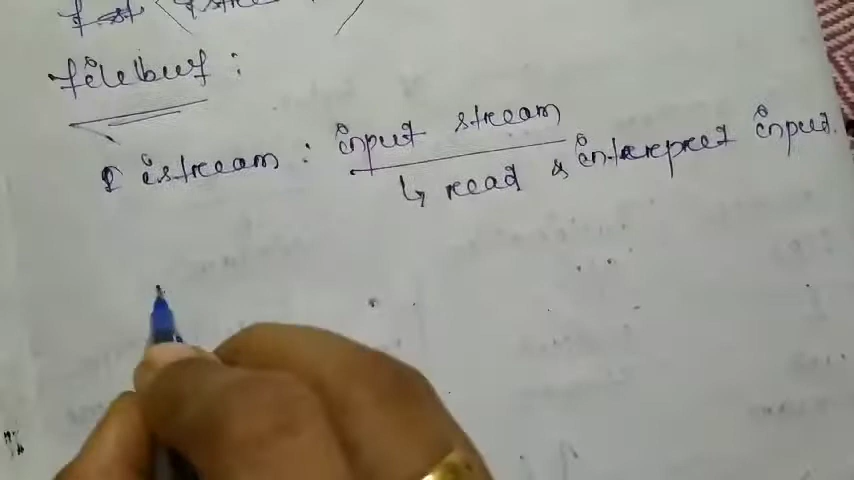 filebuf :
istream : input stream
↳ read & interpret input.